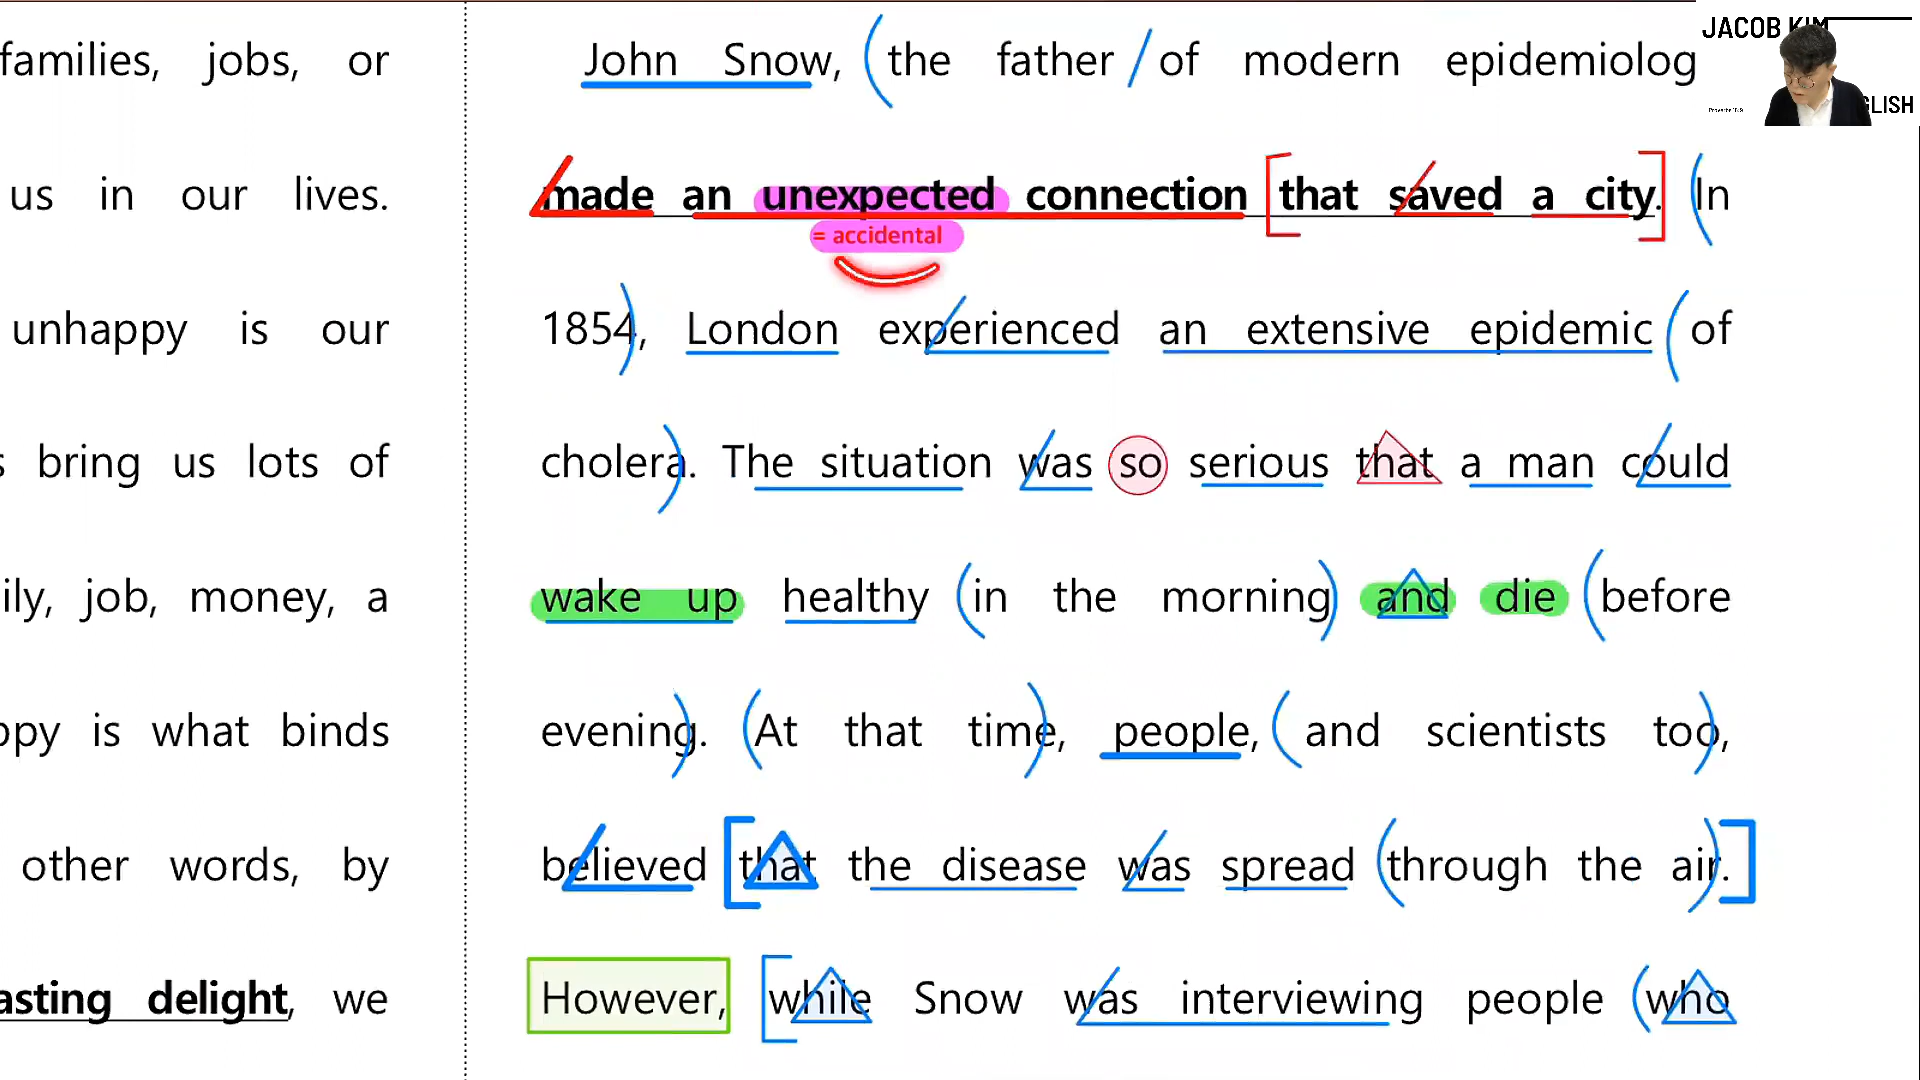 families, jobs, or
us in our lives.
unhappy is our
bring us lots of
ily, job, money, a
ppy is what binds
other words, by
asting delight, we
John Snow, (the father / of modern epidemiolog
made an unexpected connection [that saved a city]. (In
= accidental
1854), London experienced an extensive epidemic (of
cholera). The situation was so serious that a man could
wake up healthy (in the morning) and die (before
evening). (At that time), people, (and scientists too),
believed [that the disease was spread (through the air).]
However, [while Snow was interviewing people (who
JACOB KIM
GLISH